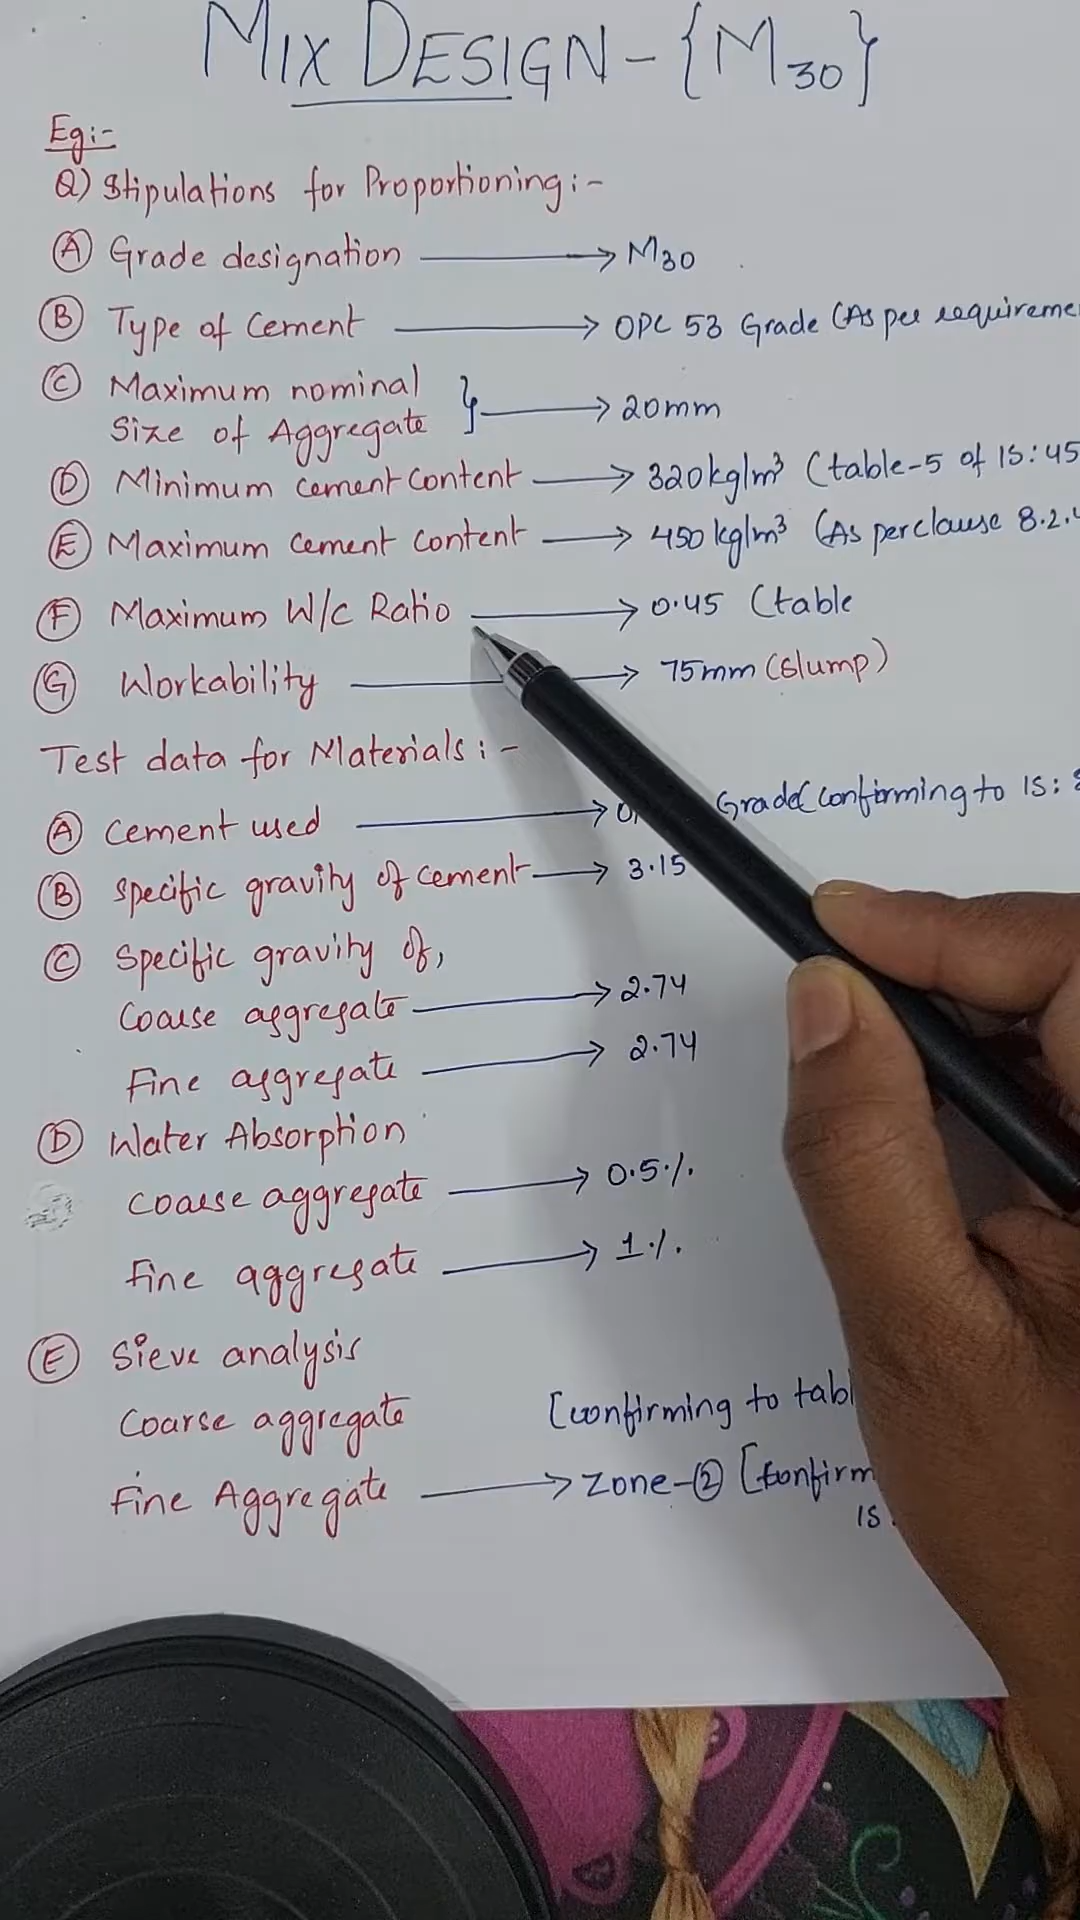 MIX DESIGN - {M30}
Eg:-
Q) Stipulations for Proportioning:-
(A) Grade designation → M30
(B) Type of Cement → OPC 53 Grade (As per
(C) Maximum nominal
Size of Aggregate } → 20mm
(D) Minimum cement content → 320kg/m³ (table-5 of IS:45
(E) Maximum cement content → 450kg/m³ (As per clause 8.2.4
(F) Maximum W/C Ratio → 0.45 (table
(G) Workability → 75mm (slump)
Test data for Materials:-
(A) Cement used → Grade (confirming to IS:
(B) Specific gravity of cement → 3.15
(C) Specific gravity of,
Coarse aggregate → 2.74
Fine aggregate → 2.74
(D) Water Absorption
Coarse aggregate → 0.5%.
Fine aggregate → 1%.
(E) Sieve analysis
Coarse aggregate [confirming to
Fine Aggregate → Zone-(2)
IS